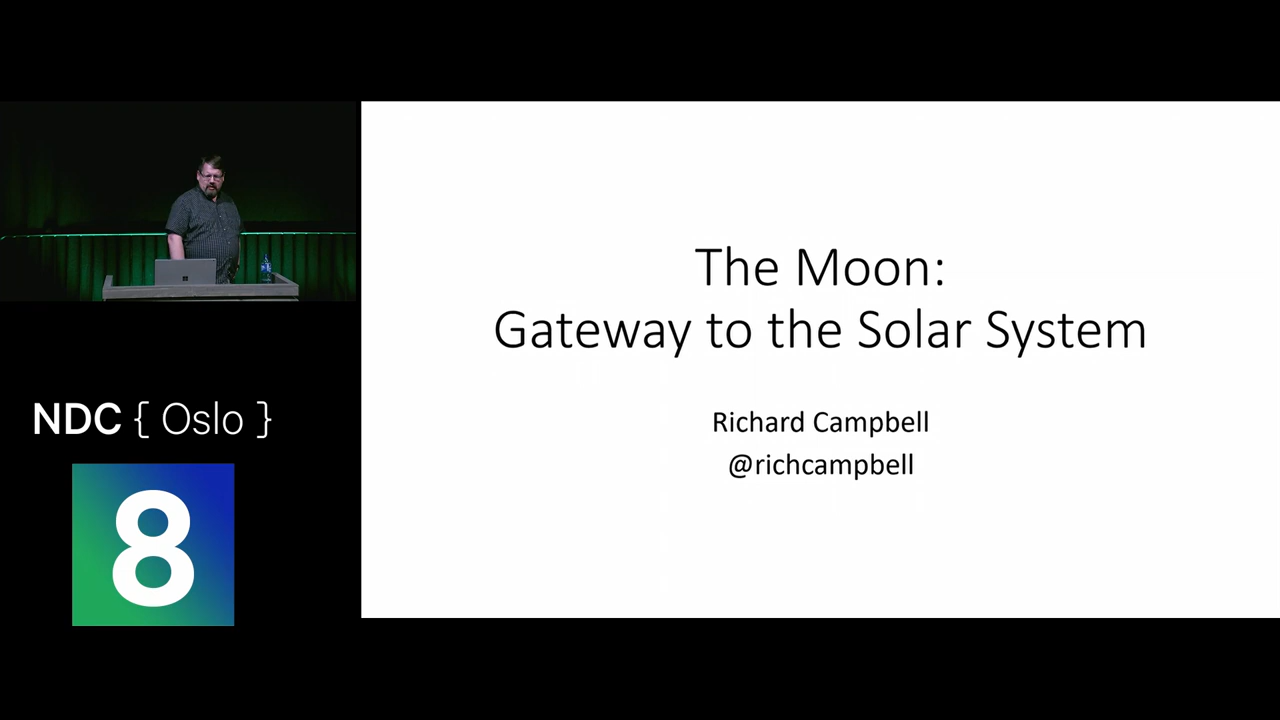 NDC { Oslo }
8
The Moon:
Gateway to the Solar System
Richard Campbell
@richcampbell